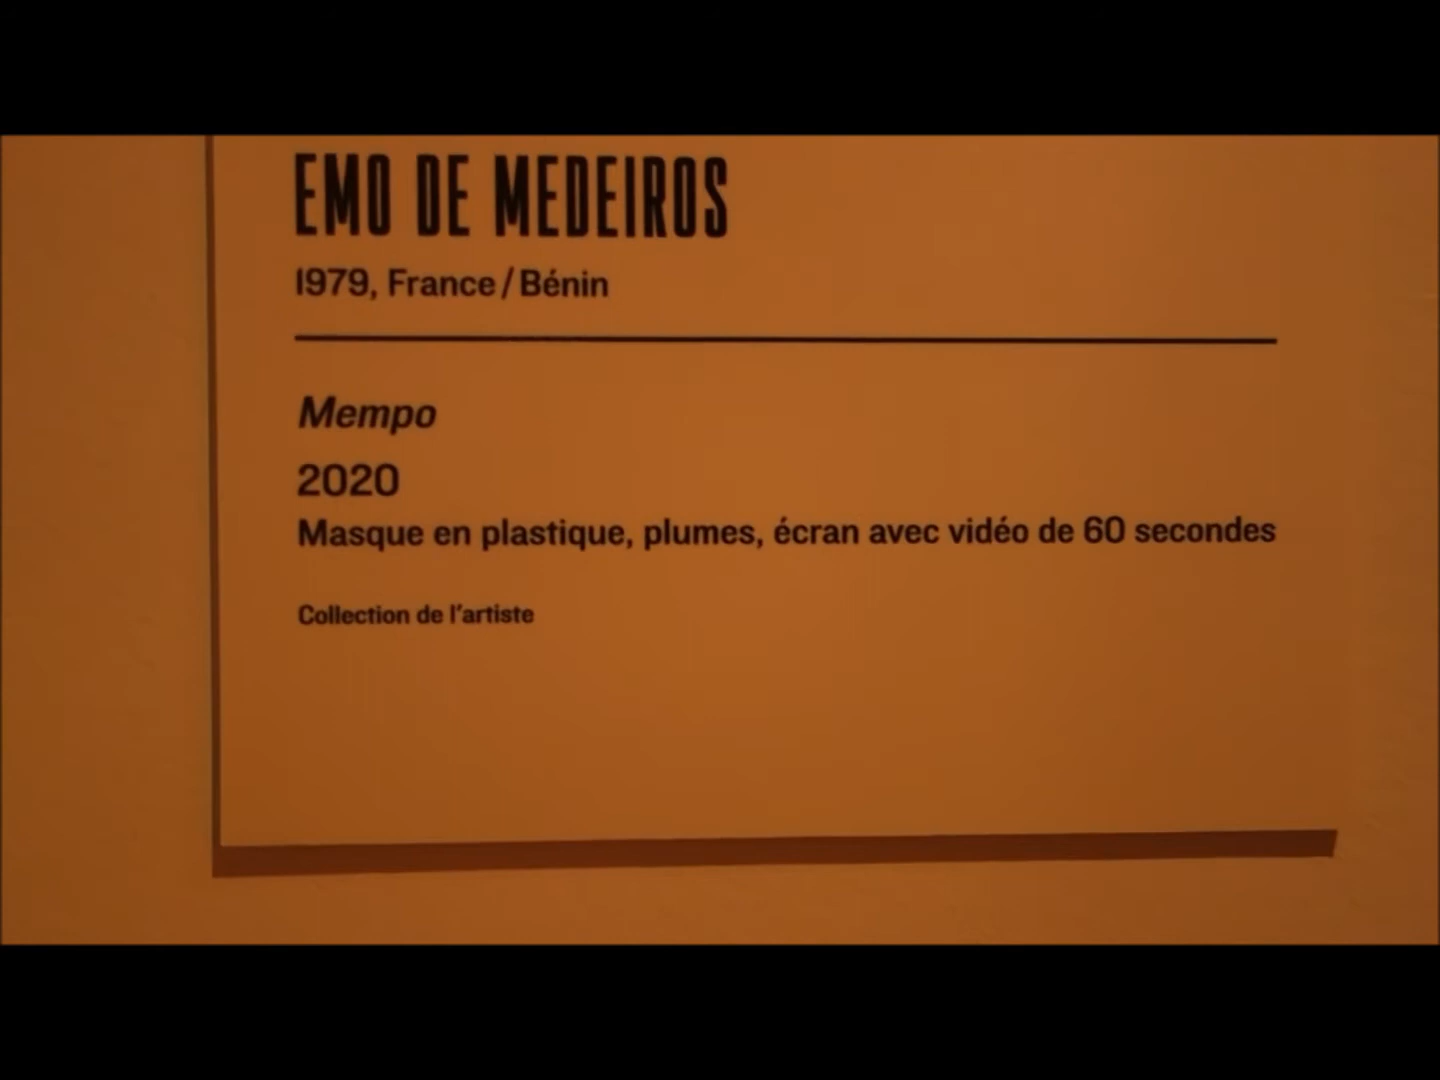 EMO DE MEDEIROS
1979, France / Bénin
Mempo
2020
Masque en plastique, plumes, écran avec vidéo de 60 secondes
Collection de l'artiste